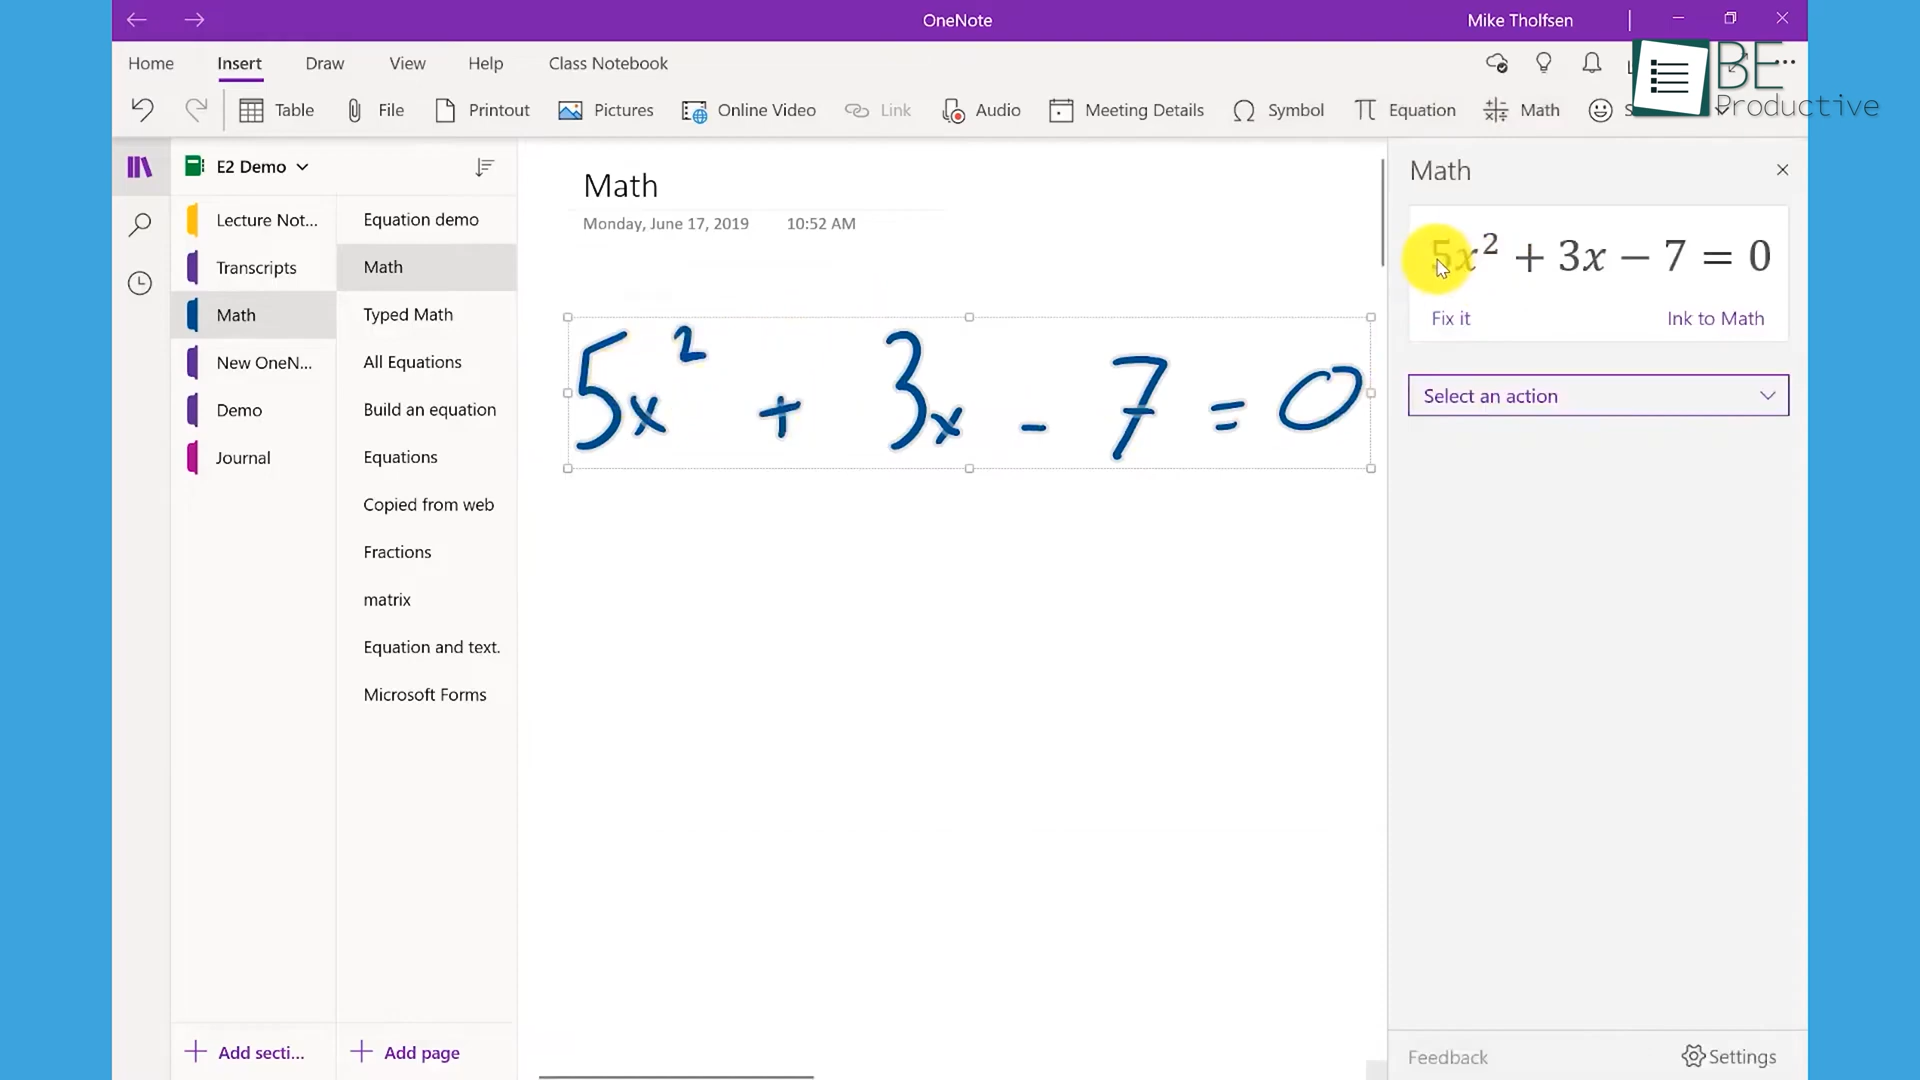 OneNote
Mike Tholfsen
Home Insert Draw View Help Class Notebook
BE
Productive
Table File Printout Pictures Online Video Link Audio Meeting Details Symbol Equation Math
E2 Demo
Lecture Not...
Transcripts
Math
New OneN...
Demo
Journal
Add secti...
Equation demo
Math
Typed Math
All Equations
Build an equation
Equations
Copied from web
Fractions
matrix
Equation and text.
Microsoft Forms
Add page
Math
Monday, June 17, 2019 10:52 AM
5x² + 3x - 7 = 0
Math
5x² + 3x − 7 = 0
Fix it Ink to Math
Select an action
Feedback Settings